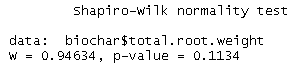 Shapiro-Wilk normality test
data:  biochar$total.root.weight
W = 0.94634, p-value = 0.1134